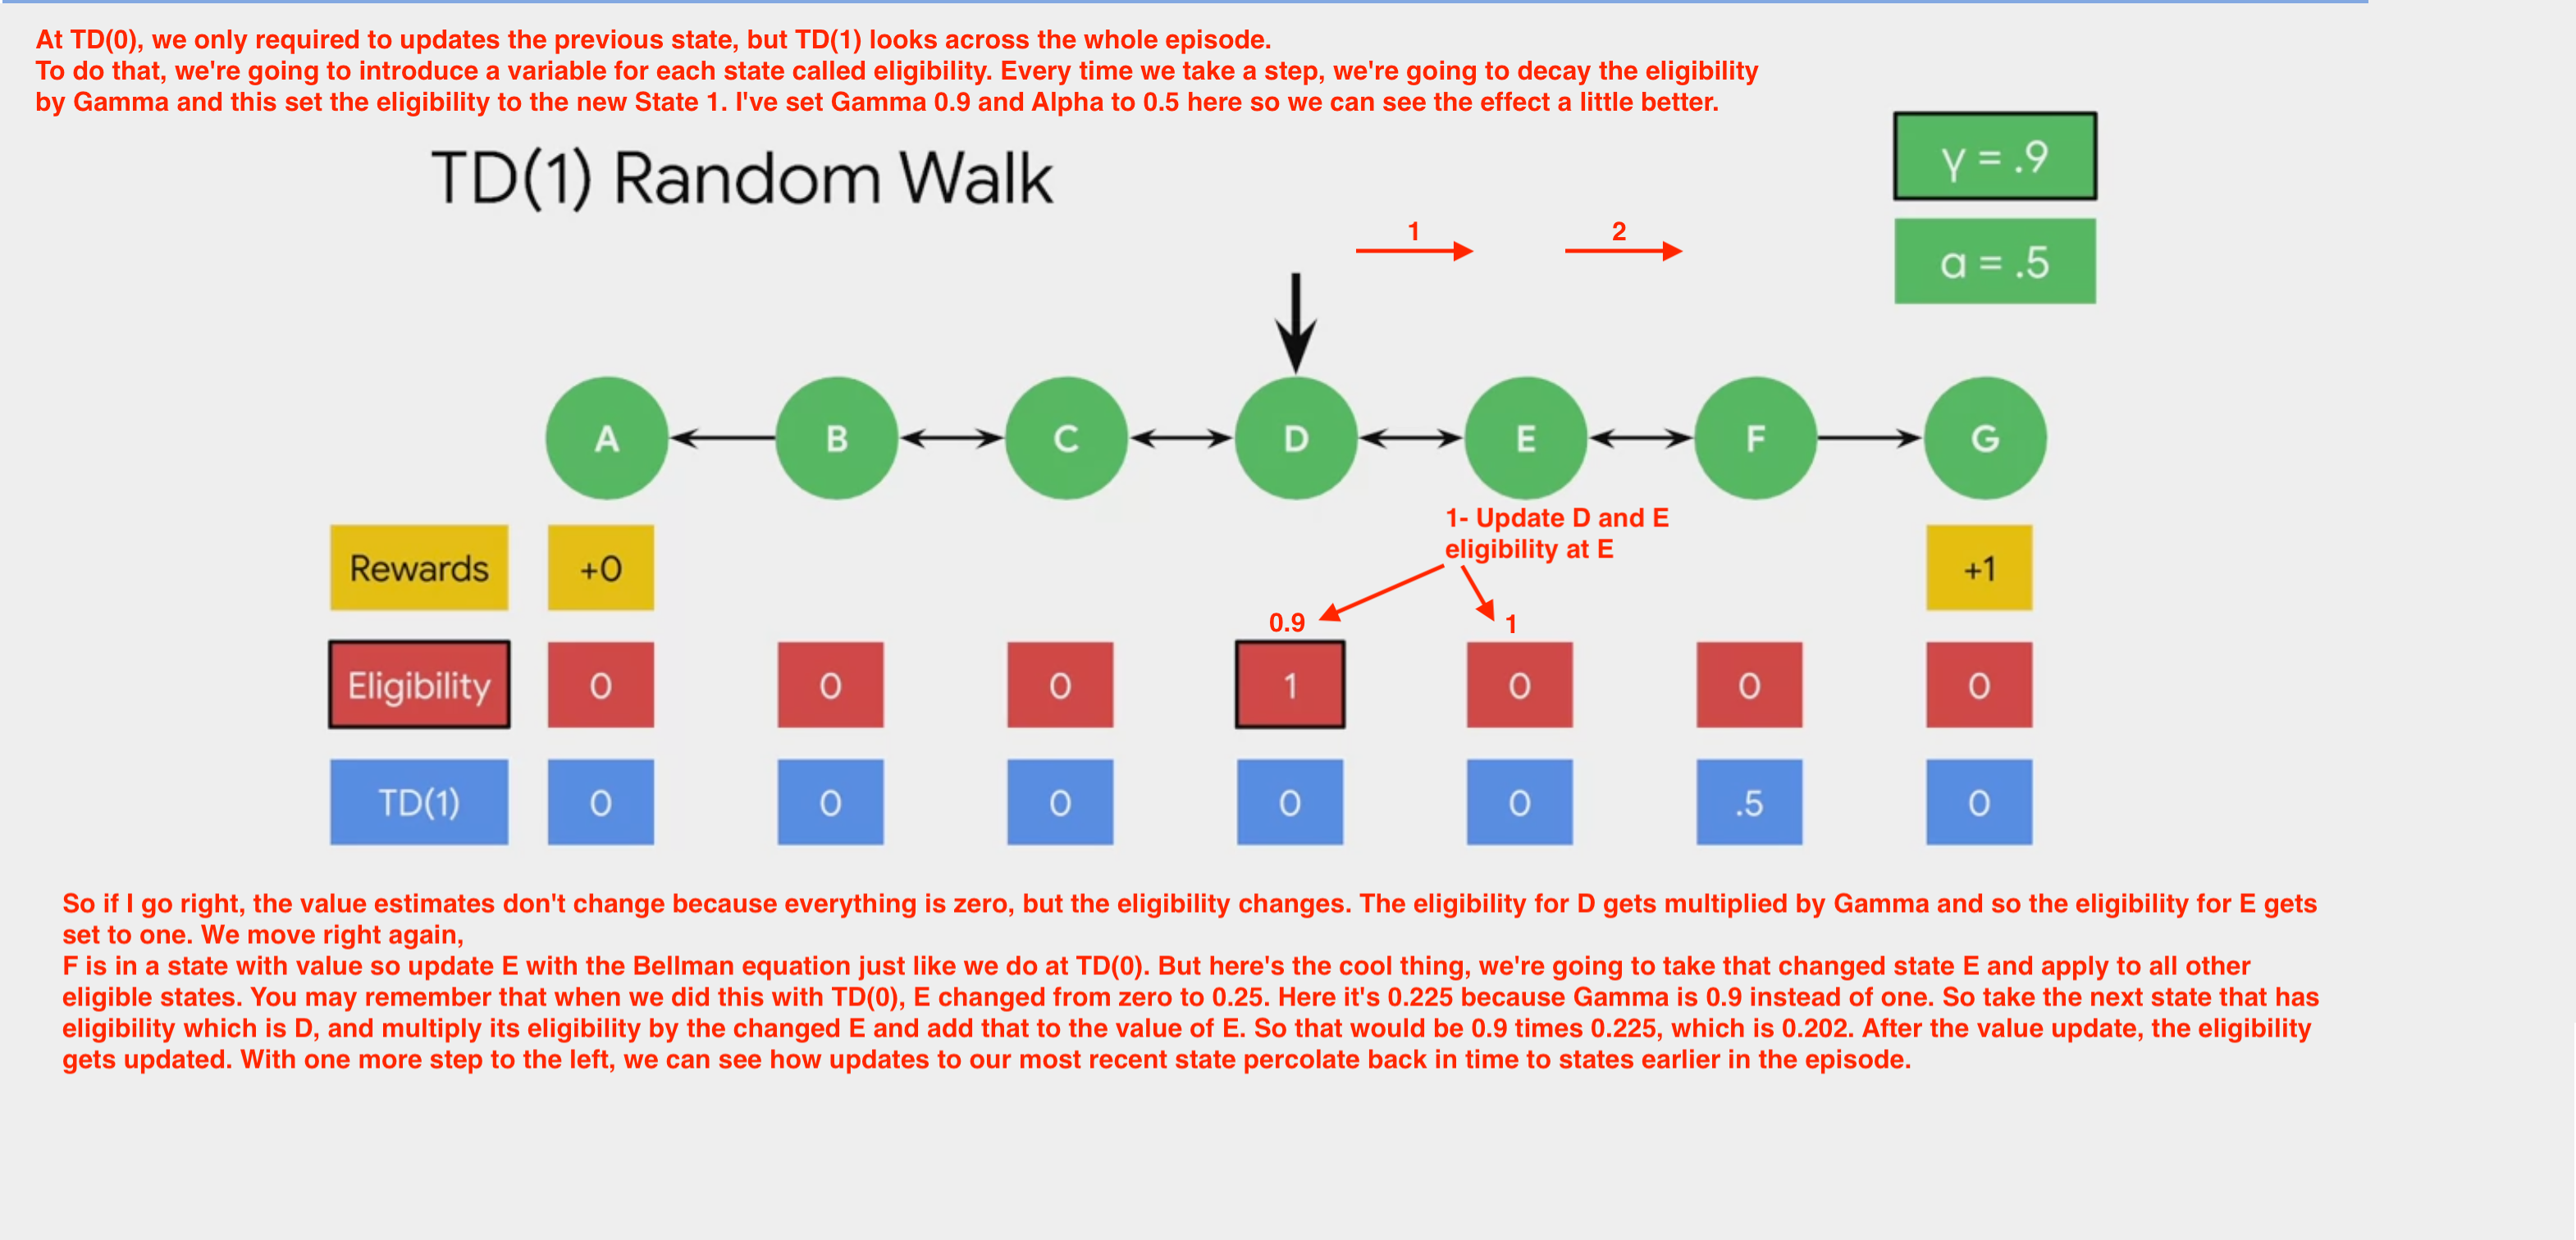 At TD(0), we only required to updates the previous state, but TD(1) looks across the whole episode.
To do that, we're going to introduce a variable for each state called eligibility. Every time we take a step, we're going to decay the eligibility
by Gamma and this set the eligibility to the new State 1. I've set Gamma 0.9 and Alpha to 0.5 here so we can see the effect a little better.
TD(1) Random Walk
γ = .9
α = .5
1 2
A B C D E F G
1- Update D and E
eligibility at E
Rewards +0 +1
0.9 1
Eligibility 0 0 0 1 0 0 0
TD(1) 0 0 0 0 0 .5 0
So if I go right, the value estimates don't change because everything is zero, but the eligibility changes. The eligibility for D gets multiplied by Gamma and so the eligibility for E gets
set to one. We move right again,
F is in a state with value so update E with the Bellman equation just like we do at TD(0). But here's the cool thing, we're going to take that changed state E and apply to all other
eligible states. You may remember that when we did this with TD(0), E changed from zero to 0.25. Here it's 0.225 because Gamma is 0.9 instead of one. So take the next state that has
eligibility which is D, and multiply its eligibility by the changed E and add that to the value of E. So that would be 0.9 times 0.225, which is 0.202. After the value update, the eligibility
gets updated. With one more step to the left, we can see how updates to our most recent state percolate back in time to states earlier in the episode.